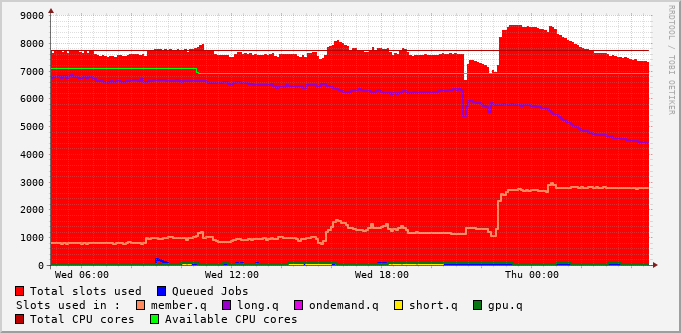 9000
8000
7000
6000
5000
4000
3000
2000
1000
0
Wed 06:00 Wed 12:00 Wed 18:00 Thu 00:00
RRDTOOL / TOBI OETIKER
Total slots used Queued Jobs
Slots used in : member.q long.q ondemand.q short.q gpu.q
Total CPU cores Available CPU cores